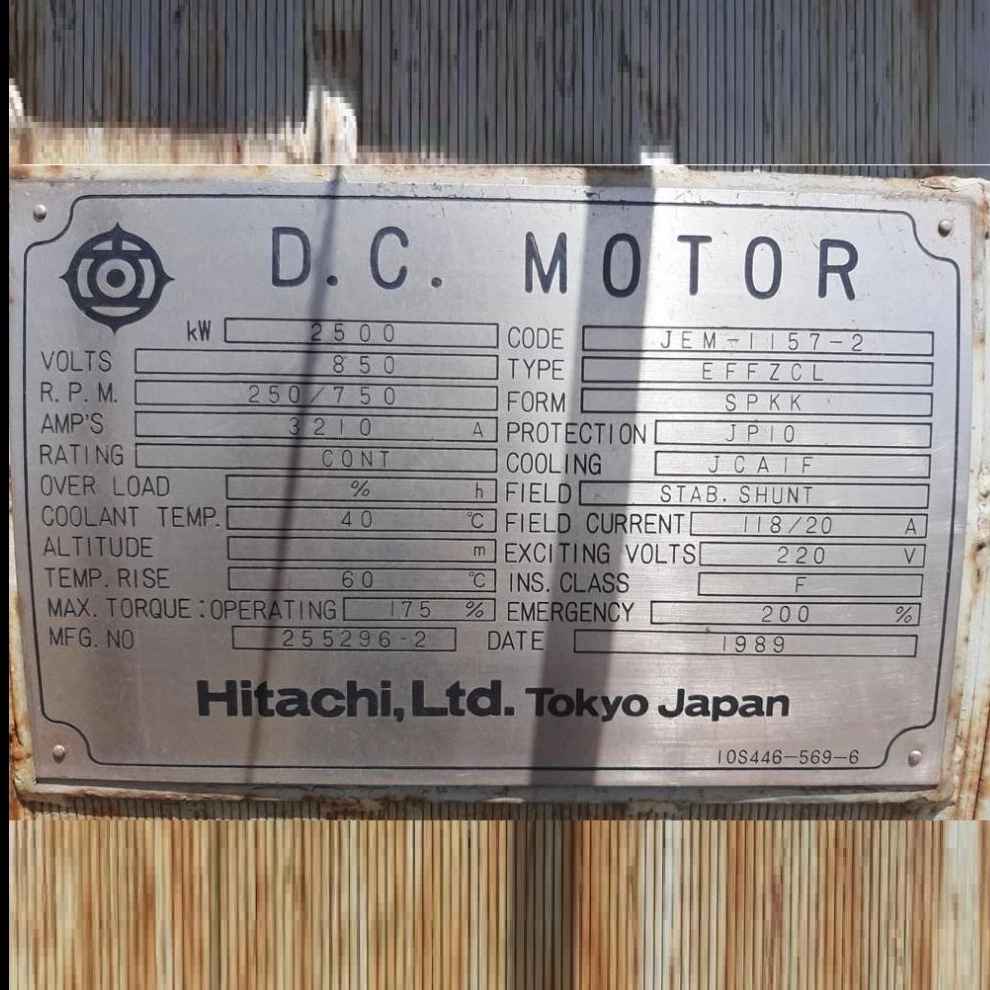 D.C. MOTOR
kW 2500 CODE JEM-1157-2
VOLTS 850 TYPE EFFZCL
R.P.M. 250/750 FORM SPKK
AMP'S 3210 A PROTECTION JP10
RATING CONT COOLING JCA1F
OVER LOAD % h FIELD STAB. SHUNT
COOLANT TEMP. 40 °C FIELD CURRENT 118/20 A
ALTITUDE m EXCITING VOLTS 220 V
TEMP. RISE 60 °C INS. CLASS F
MAX. TORQUE: OPERATING 175 % EMERGENCY 200 %
MFG. NO 255296-2 DATE 1989
Hitachi, Ltd. Tokyo Japan
10S446-569-6